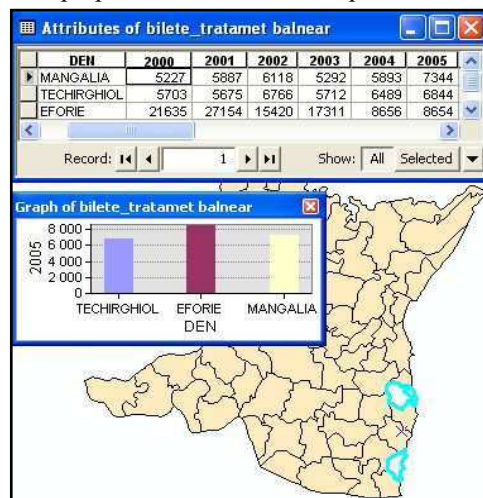 Attributes of bilete_tratamet balnear
DEN 2000 2001 2002 2003 2004 2005
MANGALIA 5227 5887 6118 5292 5893 7344
TECHIRGHIOL 5703 5675 6766 5712 6489 6844
EFORIE 21635 27154 15420 17311 8656 8654
Record: 1 Show: All Selected
Graph of bilete_tratamet balnear
8 000
6 000
4 000
2 000
0
2005
TECHIRGHIOL EFORIE MANGALIA
DEN